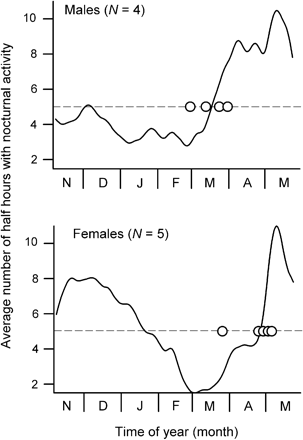 Males (N = 4)
10
8
6
4
2
N D J F M A M
Females (N = 5)
10
8
6
4
2
N D J F M A M
Average number of half hours with nocturnal activity
Time of year (month)